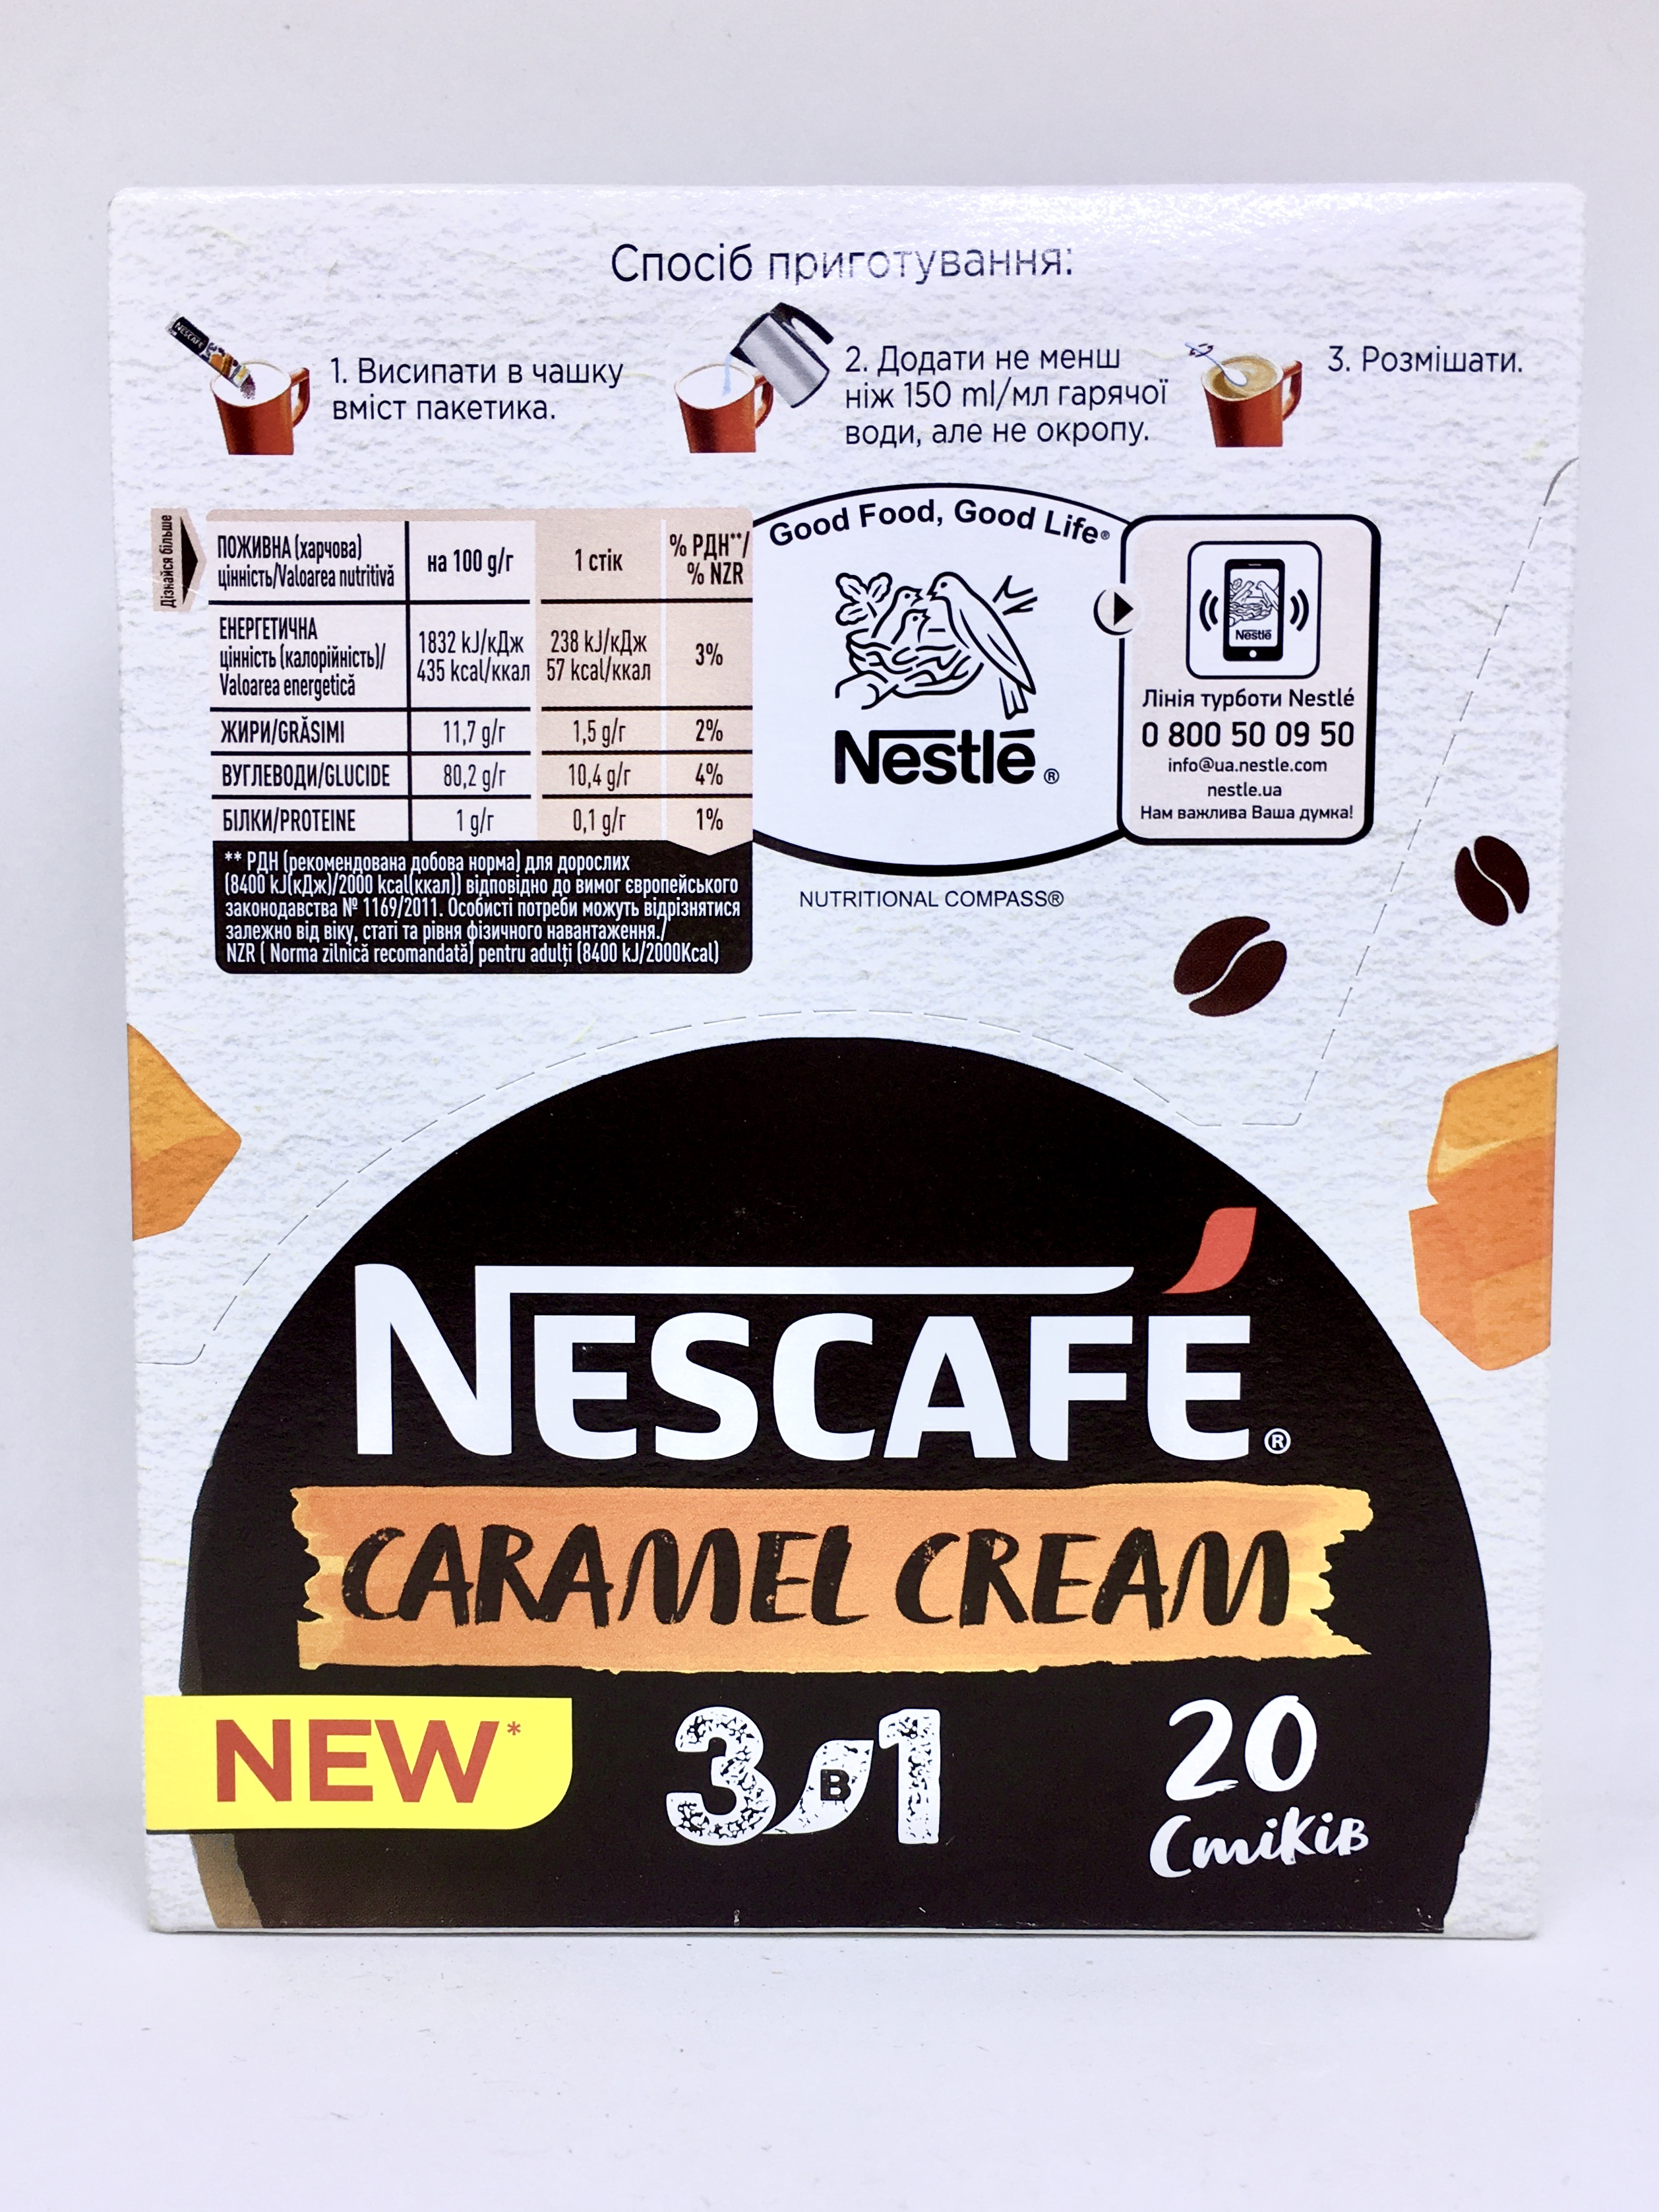 Спосіб приготування:
NESCAFÉ
1. Висипати в чашку
вміст пакетика.
2. Додати не менш
ніж 150 ml/мл гарячої
води, але не окропу.
3. Розмішати.
Дізнайся більше
ПОЖИВНА (харчова)
цінність/Valoarea nutritivă
на 100 g/г
1 стік
% РДН**/
% NZR
ЕНЕРГЕТИЧНА
цінність (калорійність)/
Valoarea energetică
1832 kJ/кДж
435 kcal/ккал
238 kJ/кДж
57 kcal/ккал
3%
ЖИРИ/GRĂSIMI
11,7 g/г
1,5 g/г
2%
ВУГЛЕВОДИ/GLUCIDE
80,2 g/г
10,4 g/г
4%
БІЛКИ/PROTEINE
1 g/г
0,1 g/г
1%
** РДН (рекомендована добова норма) для дорослих
(8400 kJ(кДж)/2000 kcal(ккал)) відповідно до вимог європейського
законодавства № 1169/2011. Особисті потреби можуть відрізнятися
залежно від віку, статі та рівня фізичного навантаження./
NZR ( Norma zilnică recomandată) pentru adulți (8400 kJ/2000Kcal)
Good Food, Good Life®
Nestlé®
NUTRITIONAL COMPASS®
Nestlé
Лінія турботи Nestlé
0 800 50 09 50
info@ua.nestle.com
nestle.ua
Нам важлива Ваша думка!
NESCAFÉ®
CARAMEL CREAM
NEW*
3 в 1
20
Стіків